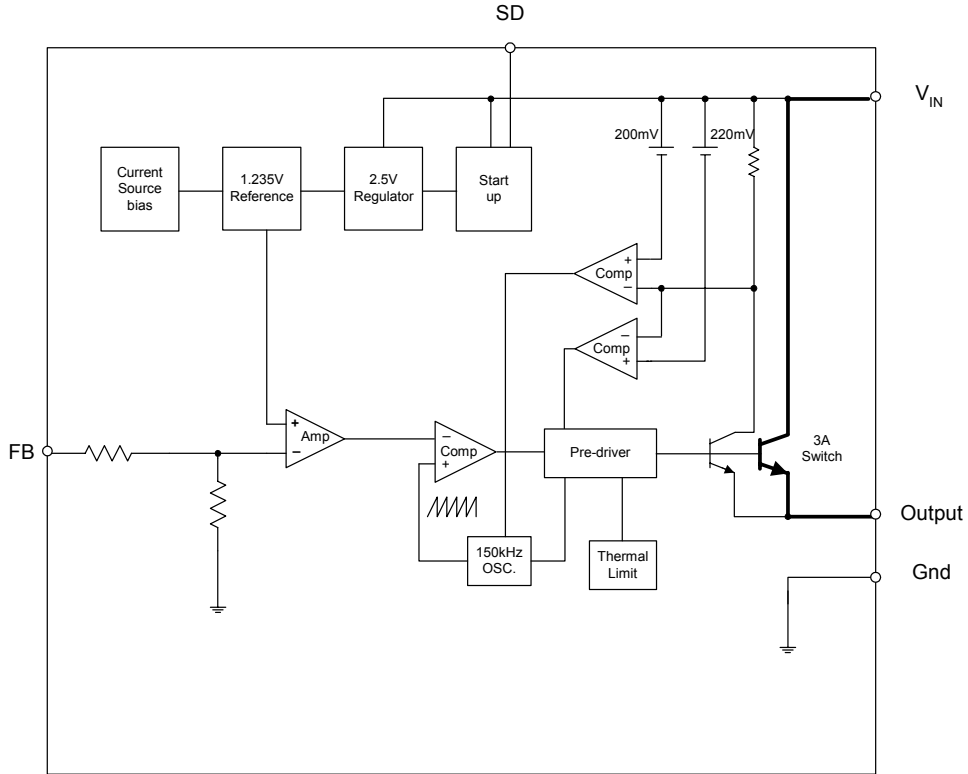 SD
V_IN
200mV
220mV
Current
Source
bias
1.235V
Reference
2.5V
Regulator
Start
up
+
Comp
−
−
Comp
+
+
Amp
−
−
Comp
+
FB
Pre-driver
3A
Switch
Output
150kHz
OSC.
Thermal
Limit
Gnd